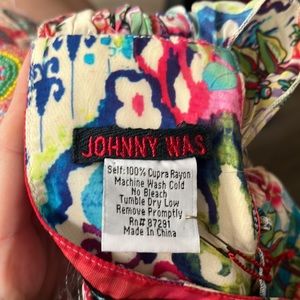 JOHNNY WAS
Self: 100% Cupra Rayon
Machine Wash Cold
No Bleach
Tumble Dry Low
Remove Promptly
Rn# 87291
Made In China